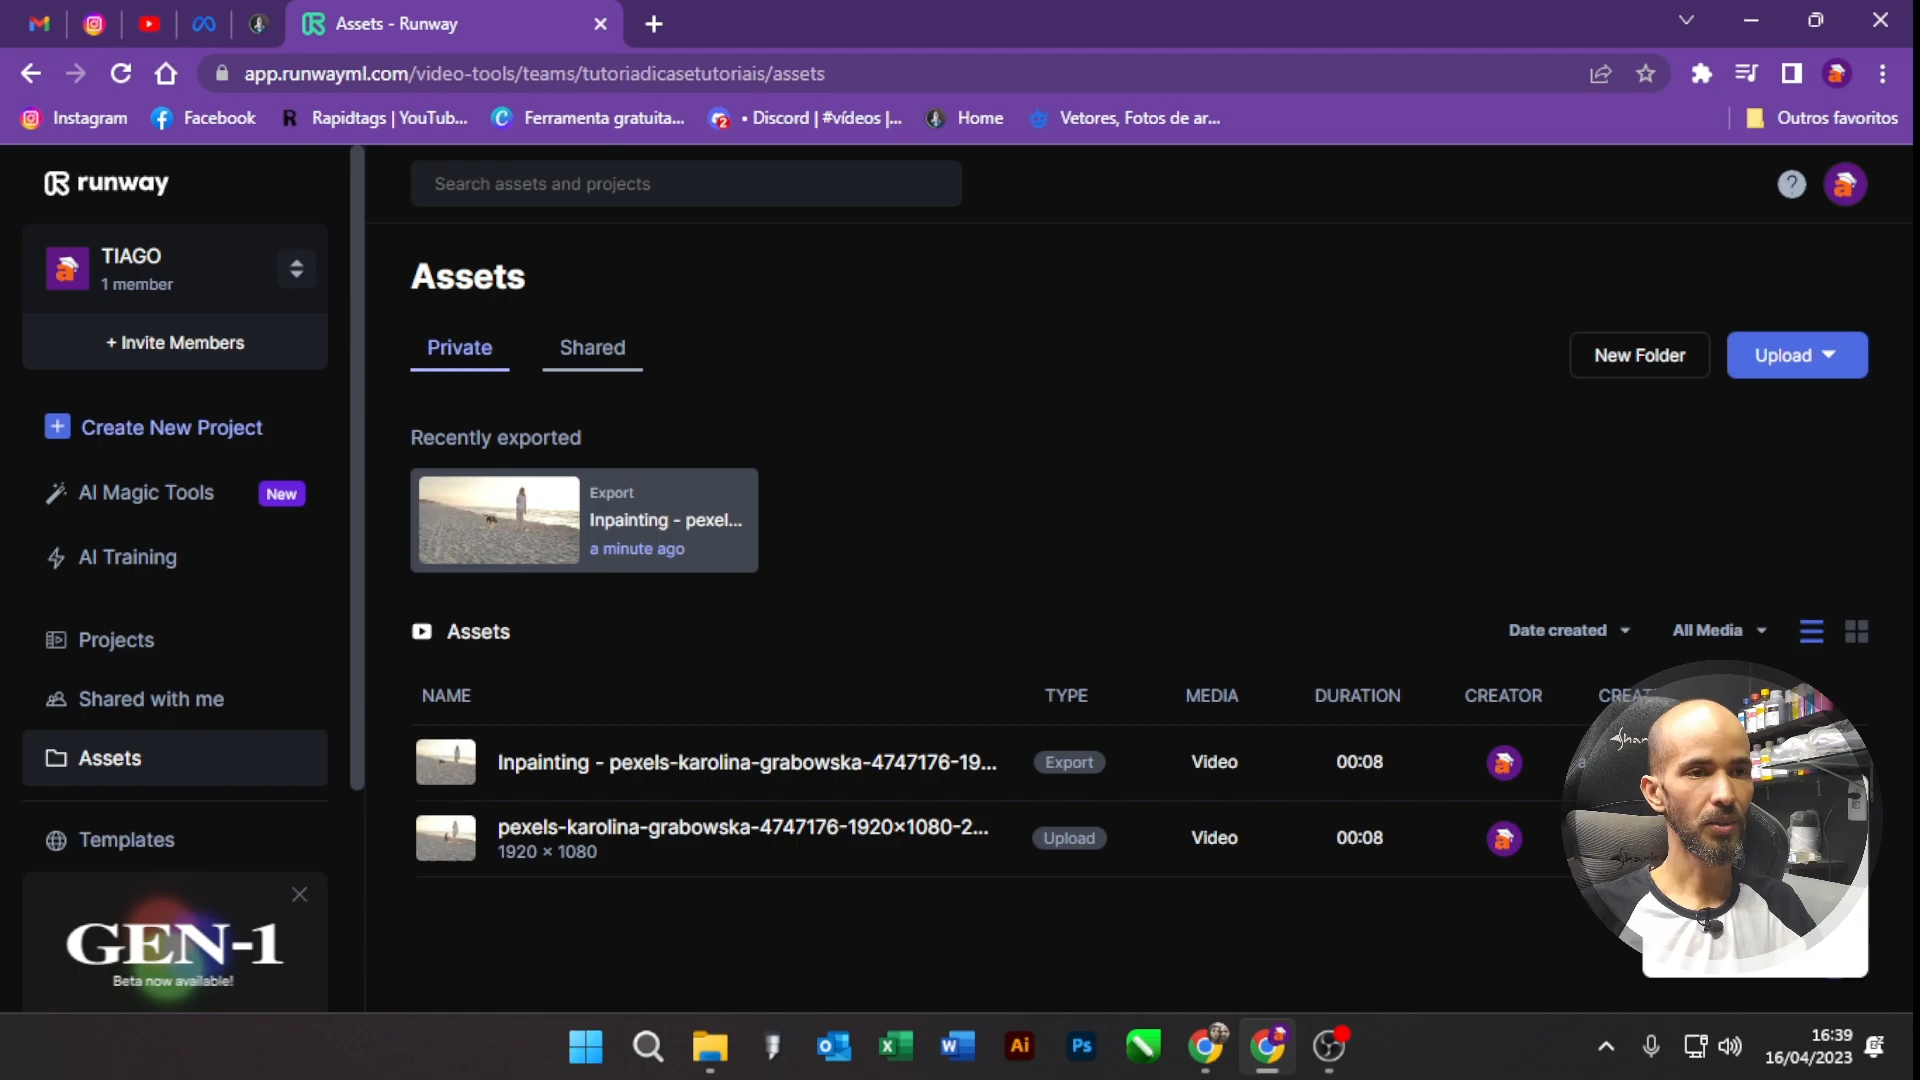 Assets - Runway
app.runwayml.com/video-tools/teams/tutoriadicasetutoriais/assets
Instagram
Facebook
Rapidtags | YouTub...
Ferramenta gratuita...
• Discord | #vídeos |...
Home
Vetores, Fotos de ar...
Outros favoritos
runway
Search assets and projects
?
TIAGO
1 member
+ Invite Members
Assets
Private
Shared
New Folder
Upload
Create New Project
AI Magic Tools
New
AI Training
Projects
Shared with me
Assets
Templates
GEN-1
Beta now available!
Recently exported
Export
Inpainting - pexel...
a minute ago
Assets
Date created
All Media
NAME
TYPE
MEDIA
DURATION
CREATOR
CREAT
Inpainting - pexels-karolina-grabowska-4747176-19...
Export
Video
00:08
pexels-karolina-grabowska-4747176-1920×1080-2...
1920 × 1080
Upload
Video
00:08
Ai
Ps
16:39
16/04/2023